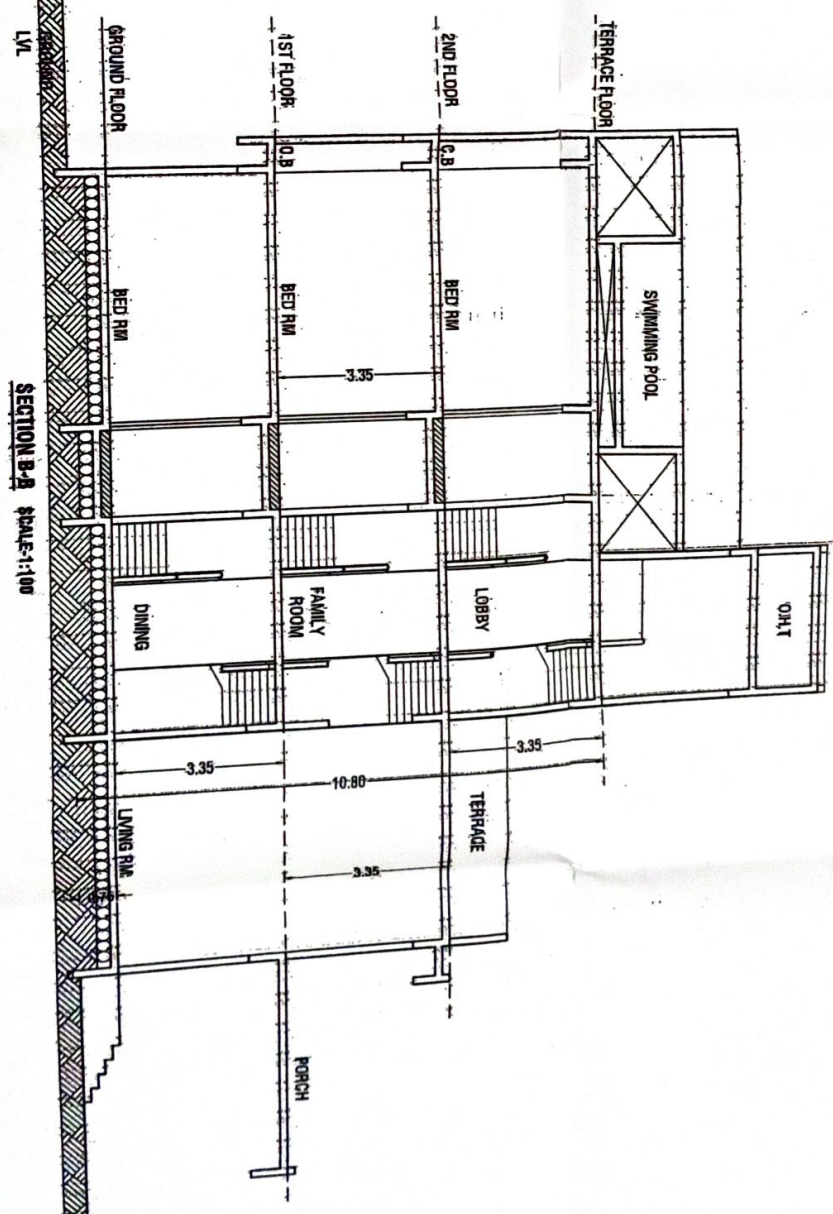 TERRACE FLOOR
2ND FLOOR
1ST FLOOR
GROUND FLOOR
GROUND
LVL
C.B
C.B
SWIMMING POOL
O.H.T
BED RM
BED RM
BED RM
3.35
LOBBY
FAMILY
ROOM
DINING
3.35
3.35
10.80
3.35
TERRACE
LIVING RM.
PORCH
SECTION B-B SCALE-1:100